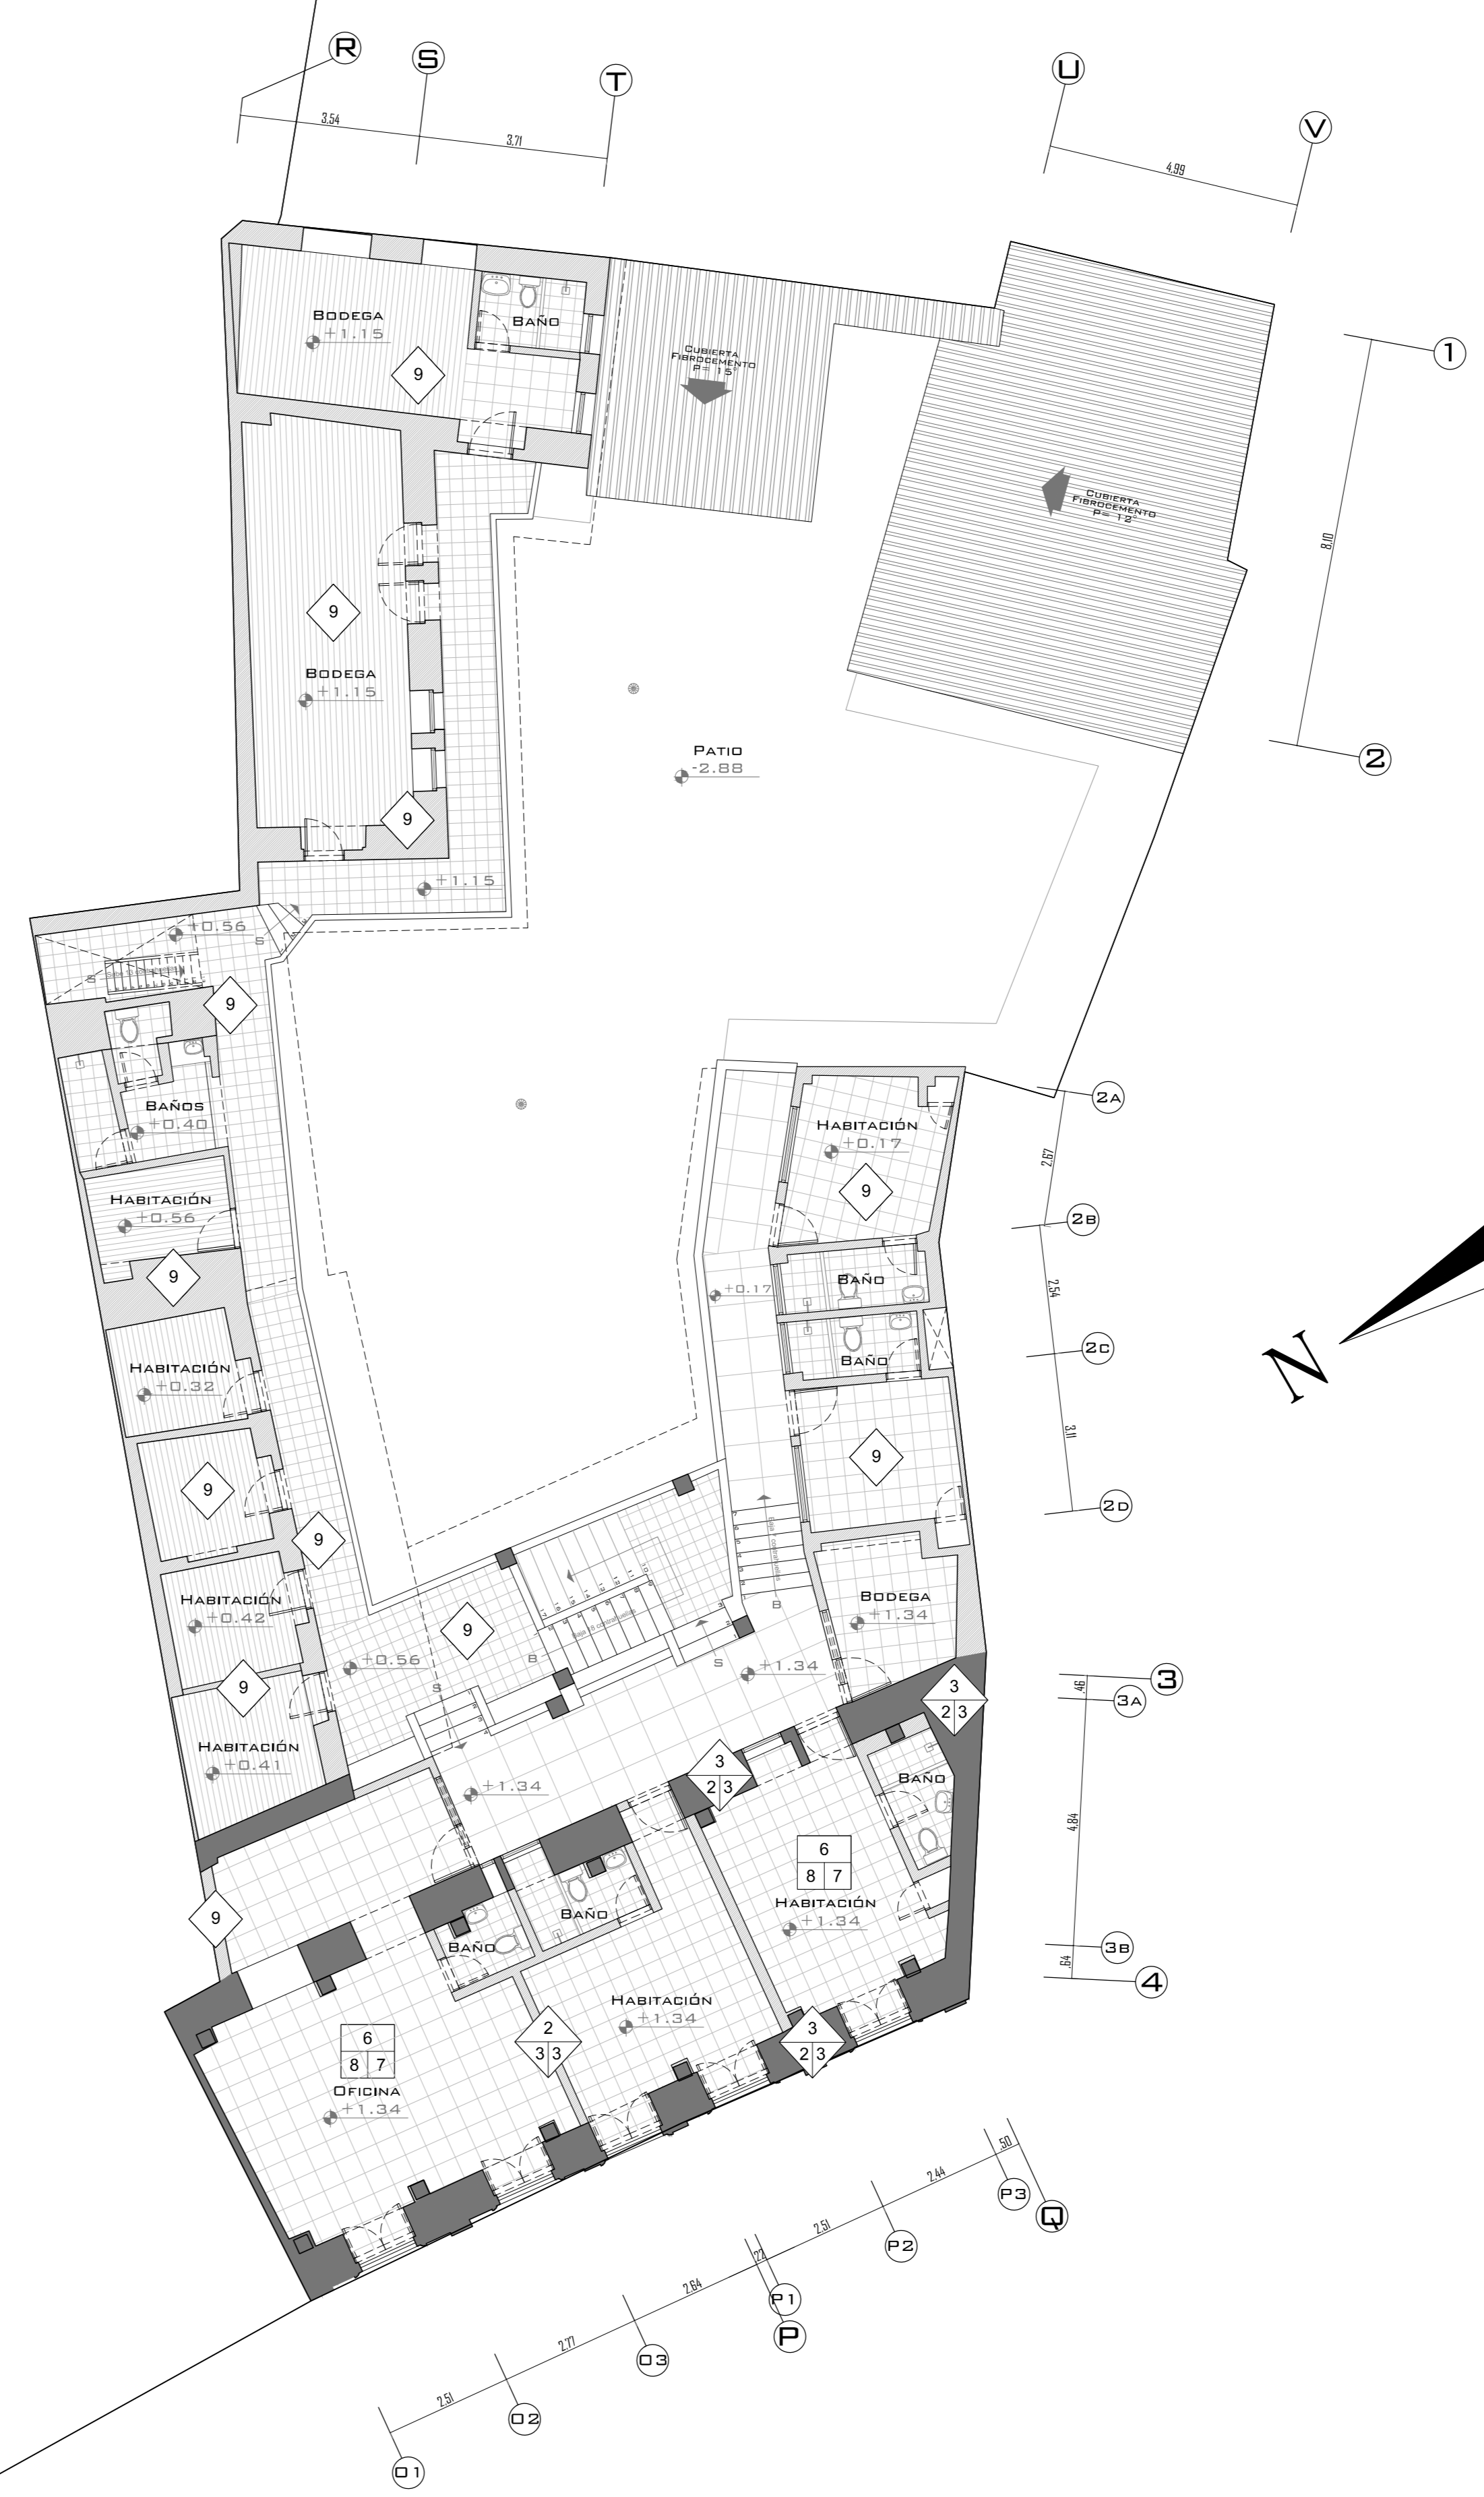 R
S
T
U
V
3.54
3.71
4.99
1
BODEGA
+1.15
BAÑO
9
CUBIERTA
FIBROCEMENTO
P= 15°
CUBIERTA
FIBROCEMENTO
P= 12°
8.10
9
BODEGA
+1.15
PATIO
-2.88
2
9
+1.15
+0.56
S
S
9
BAÑOS
+0.40
HABITACIÓN
+0.17
9
2A
2.67
HABITACIÓN
+0.56
9
2B
BAÑO
+0.17
2.54
BAÑO
2C
N
HABITACIÓN
+0.32
9
9
3.11
2D
9
Baja 7 contrahuellas
B
HABITACIÓN
+0.42
BODEGA
+1.34
9
Baja 18 contrahuellas
B
S
+0.56
S
+1.34
9
3
2 3
3
.46
3A
HABITACIÓN
+0.41
+1.34
3
2 3
BAÑO
4.84
6
8 7
HABITACIÓN
+1.34
9
BAÑO
BAÑO
3B
.64
4
HABITACIÓN
+1.34
2
3 3
3
2 3
6
8 7
OFICINA
+1.34
.50
P3
Q
2.44
P2
2.51
.22
P1
P
2.64
O3
2.77
O2
2.51
O1